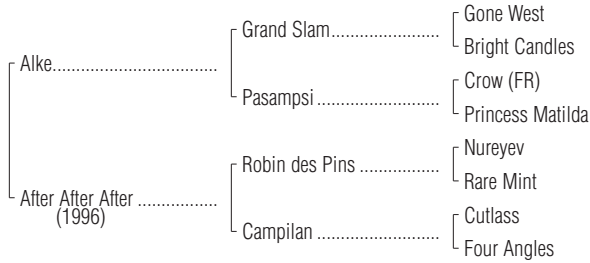 Gone West
Grand Slam..........................
Bright Candles
Alke.......................................
Crow (FR)
Pasampsi .............................
Princess Matilda
Nureyev
Robin des Pins ...................
Rare Mint
After After After ...................
(1996)
Cutlass
Campilan .............................
Four Angles